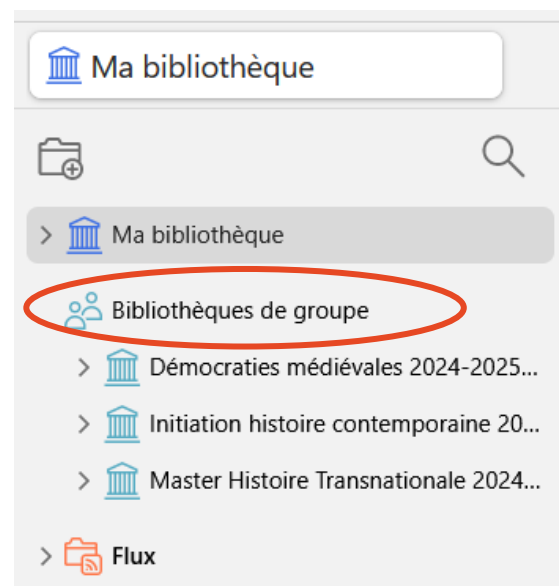 Ma bibliothèque
Ma bibliothèque
Bibliothèques de groupe
Démocraties médiévales 2024-2025...
Initiation histoire contemporaine 20...
Master Histoire Transnationale 2024...
Flux